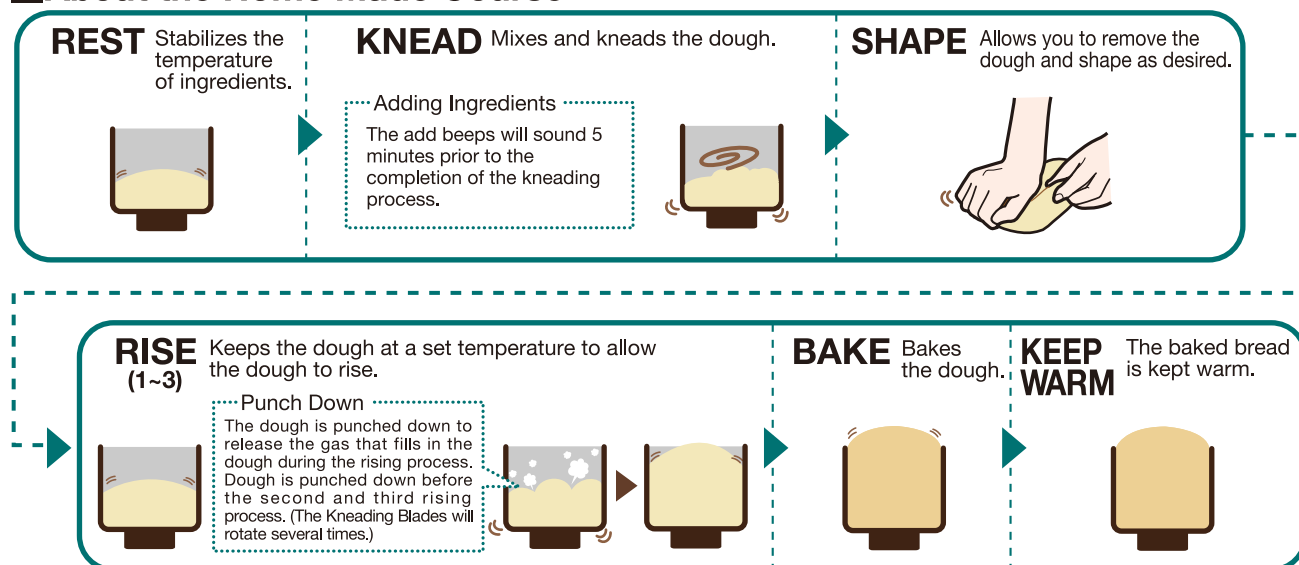 REST Stabilizes the
temperature
of ingredients.
KNEAD Mixes and kneads the dough.
Adding Ingredients
The add beeps will sound 5
minutes prior to the
completion of the kneading
process.
SHAPE Allows you to remove the
dough and shape as desired.
RISE Keeps the dough at a set temperature to allow
(1~3) the dough to rise.
Punch Down
The dough is punched down to
release the gas that fills in the
dough during the rising process.
Dough is punched down before
the second and third rising
process. (The Kneading Blades will
rotate several times.)
BAKE Bakes
the dough.
KEEP The baked bread
WARM is kept warm.